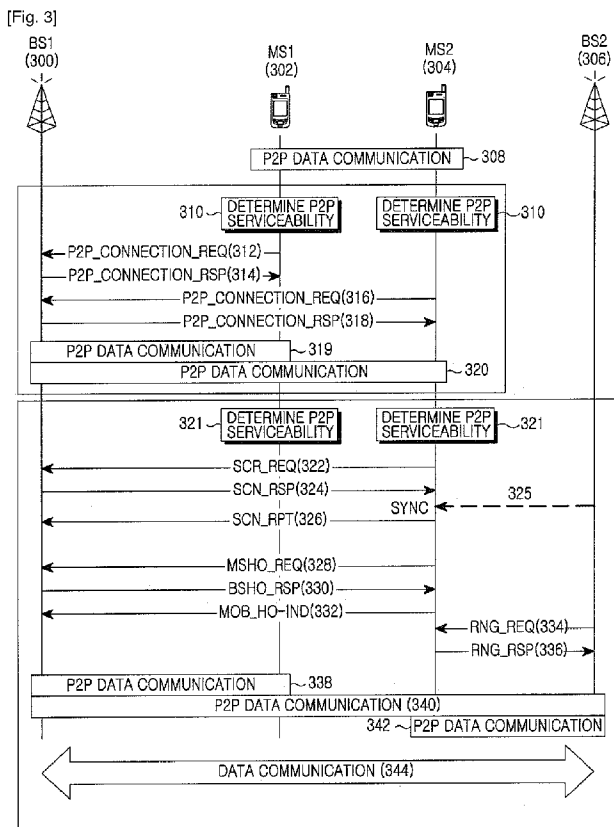 [Fig. 3]
BS1
(300)
MS1
(302)
MS2
(304)
BS2
(306)
P2P DATA COMMUNICATION
308
310
DETERMINE P2P
SERVICEABILITY
DETERMINE P2P
SERVICEABILITY
310
P2P_CONNECTION_REQ(312)
P2P_CONNECTION_RSP(314)
P2P_CONNECTION_REQ(316)
P2P_CONNECTION_RSP(318)
P2P DATA COMMUNICATION
319
P2P DATA COMMUNICATION
320
321
DETERMINE P2P
SERVICEABILITY
DETERMINE P2P
SERVICEABILITY
321
SCR_REQ(322)
SCN_RSP(324)
SYNC
325
SCN_RPT(326)
MSHO_REQ(328)
BSHO_RSP(330)
MOB_HO-IND(332)
RNG_REQ(334)
RNG_RSP(336)
P2P DATA COMMUNICATION
338
P2P DATA COMMUNICATION (340)
342
P2P DATA COMMUNICATION
DATA COMMUNICATION (344)